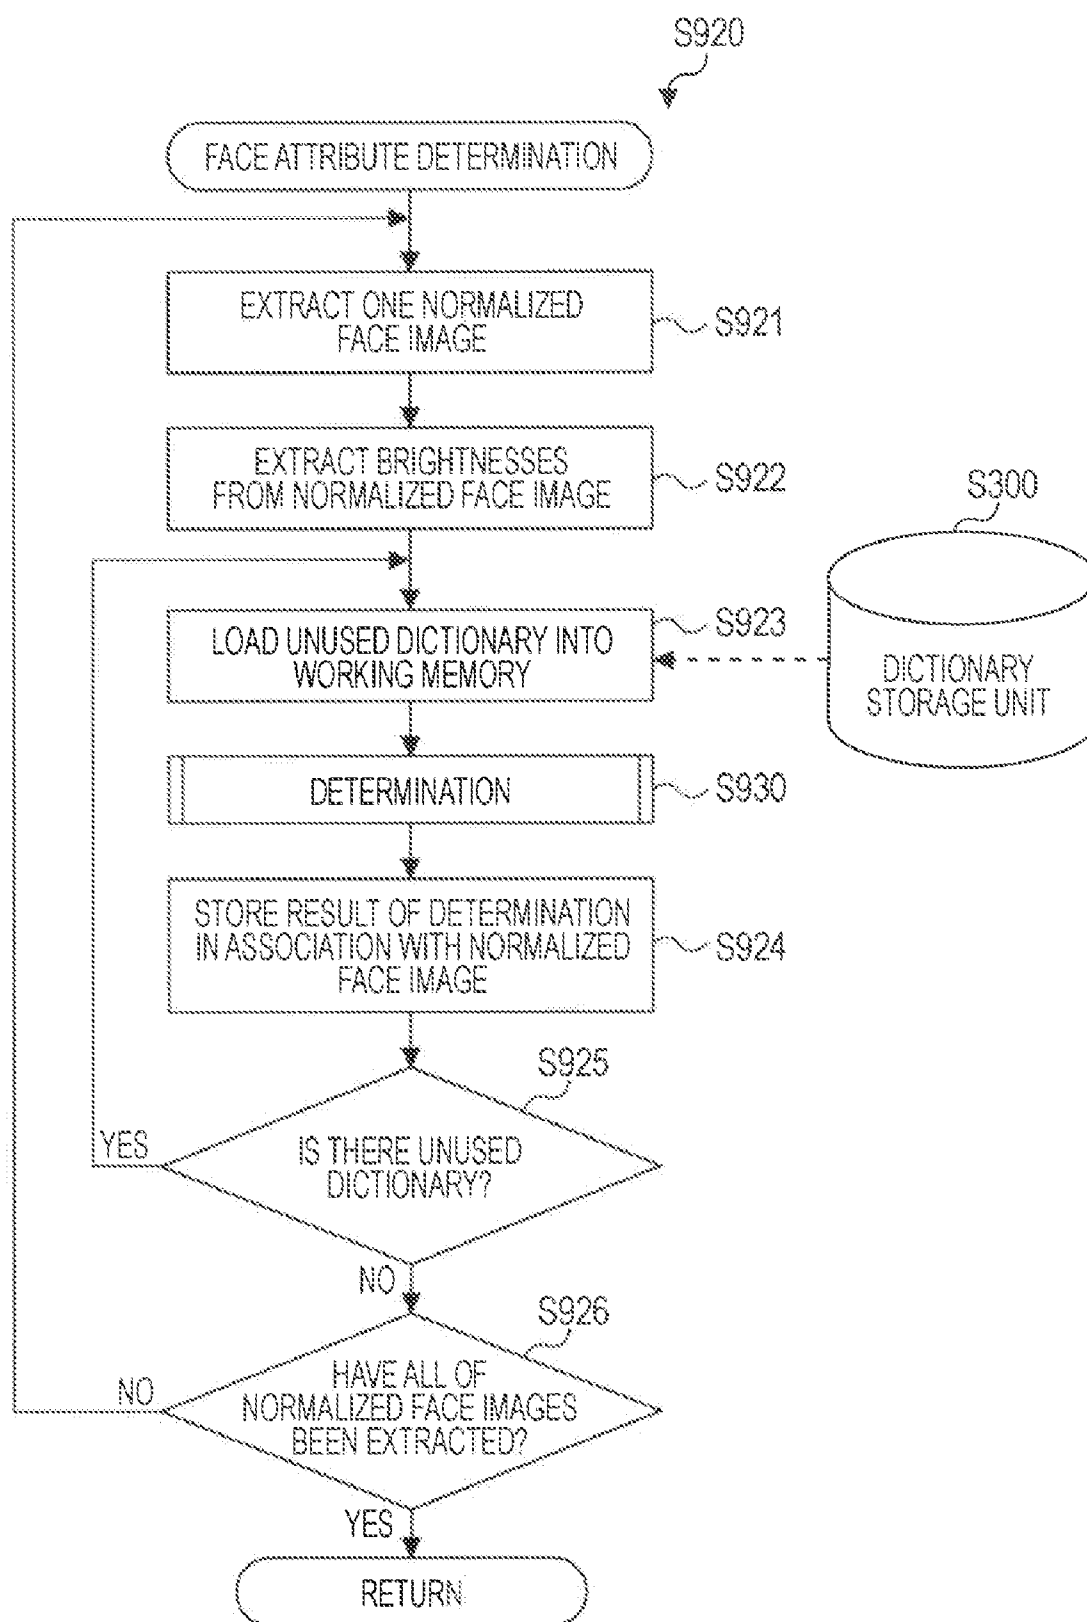 S920
FACE ATTRIBUTE DETERMINATION
EXTRACT ONE NORMALIZED
FACE IMAGE
S921
EXTRACT BRIGHTNESSES
FROM NORMALIZED FACE IMAGE
S922
S300
LOAD UNUSED DICTIONARY INTO
WORKING MEMORY
S923
DICTIONARY
STORAGE UNIT
DETERMINATION
S930
STORE RESULT OF DETERMINATION
IN ASSOCIATION WITH NORMALIZED
FACE IMAGE
S924
S925
YES
IS THERE UNUSED
DICTIONARY?
NO
S926
NO
HAVE ALL OF
NORMALIZED FACE IMAGES
BEEN EXTRACTED?
YES
RETURN